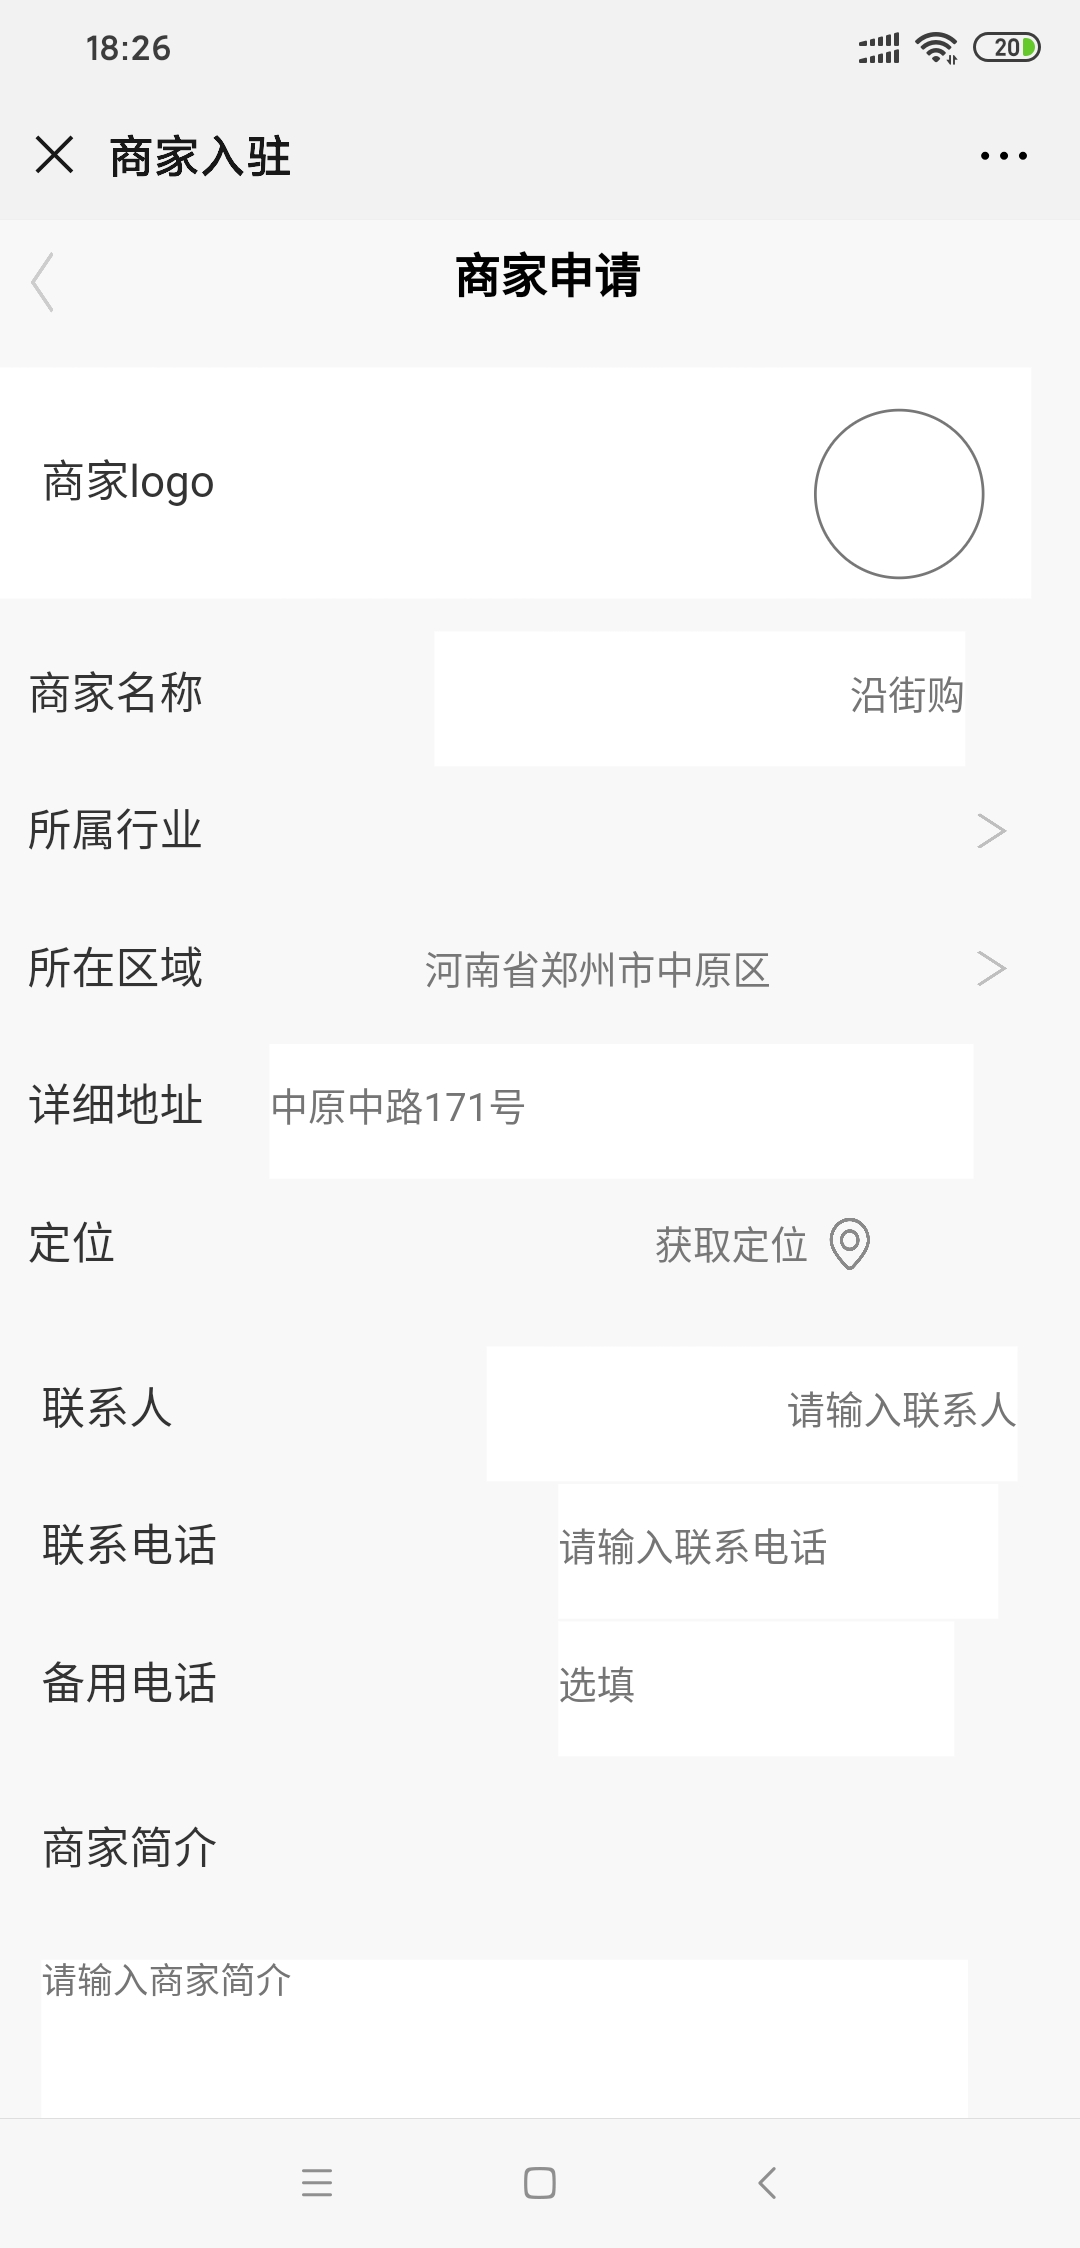 18:26
20
商家入驻
商家申请
商家logo
商家名称 沿街购
所属行业
所在区域 河南省郑州市中原区
详细地址 中原中路171号
定位 获取定位
联系人 请输入联系人
联系电话 请输入联系电话
备用电话 选填
商家简介
请输入商家简介